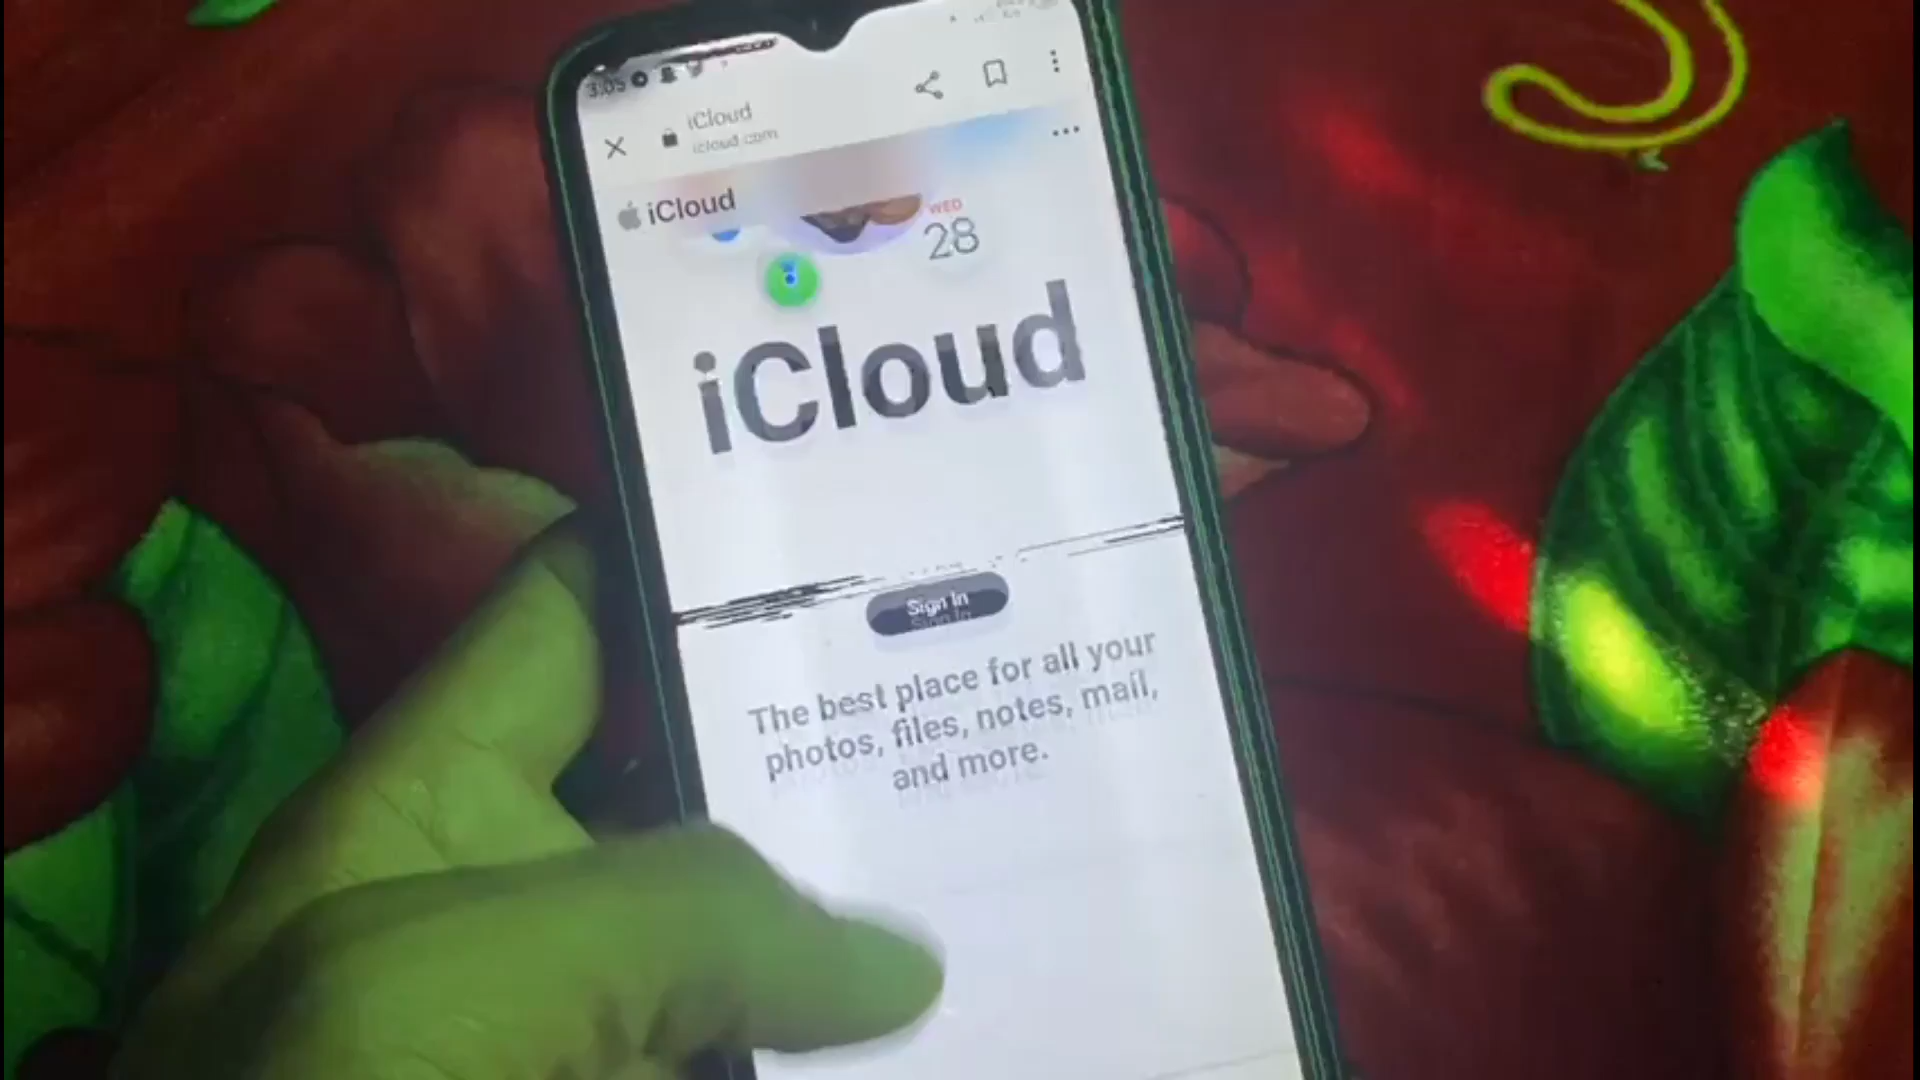 3:05
iCloud
icloud.com
iCloud
WED
28
iCloud
Sign In
The best place for all your
photos, files, notes, mail,
and more.